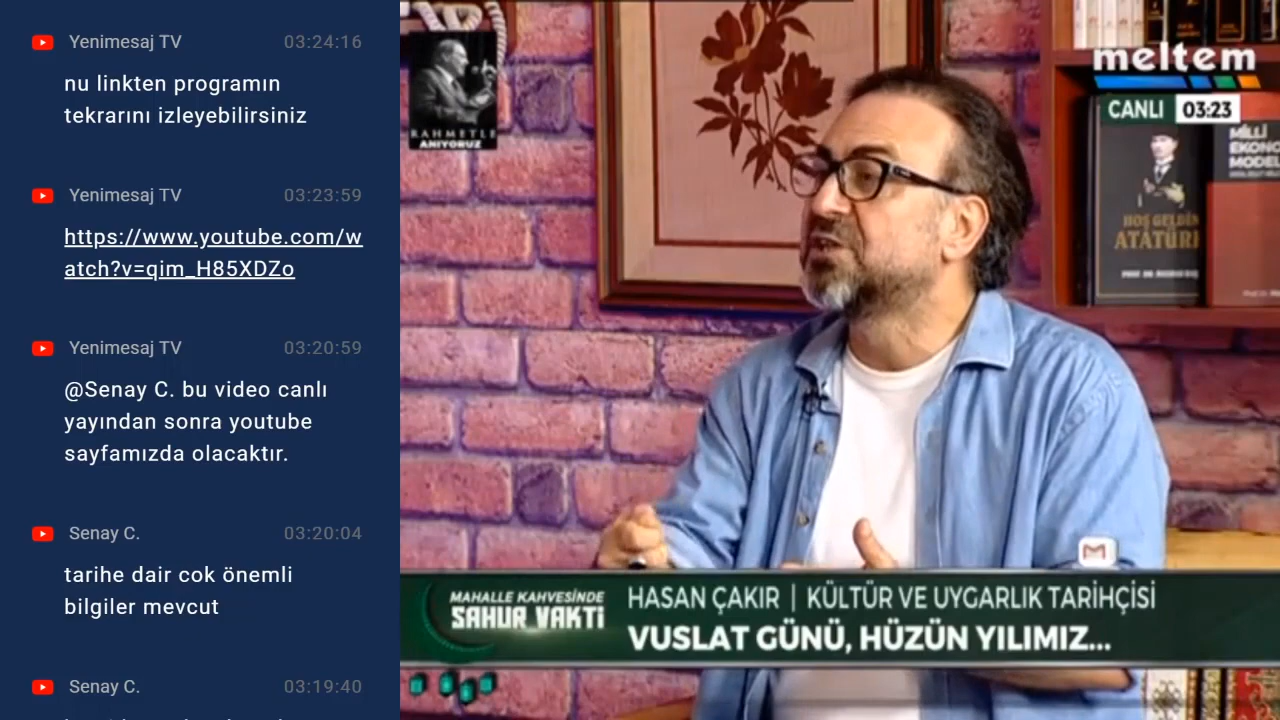 Yenimesaj TV 03:24:16
nu linkten programın
tekrarını izleyebilirsiniz
Yenimesaj TV 03:23:59
https://www.youtube.com/w
atch?v=qim_H85XDZo
Yenimesaj TV 03:20:59
@Senay C. bu video canlı
yayından sonra youtube
sayfamızda olacaktır.
Senay C. 03:20:04
tarihe dair cok önemli
bilgiler mevcut
Senay C. 03:19:40
RAHMETLE
ANIYORUZ
meltem
CANLI 03:23
HOŞ GELDİN
ATATÜRK
MİLLİ
EKONO
MODEL
MAHALLE KAHVESİNDE
SAHUR VAKTİ
HASAN ÇAKIR | KÜLTÜR VE UYGARLIK TARİHÇİSİ
VUSLAT GÜNÜ, HÜZÜN YILIMIZ...